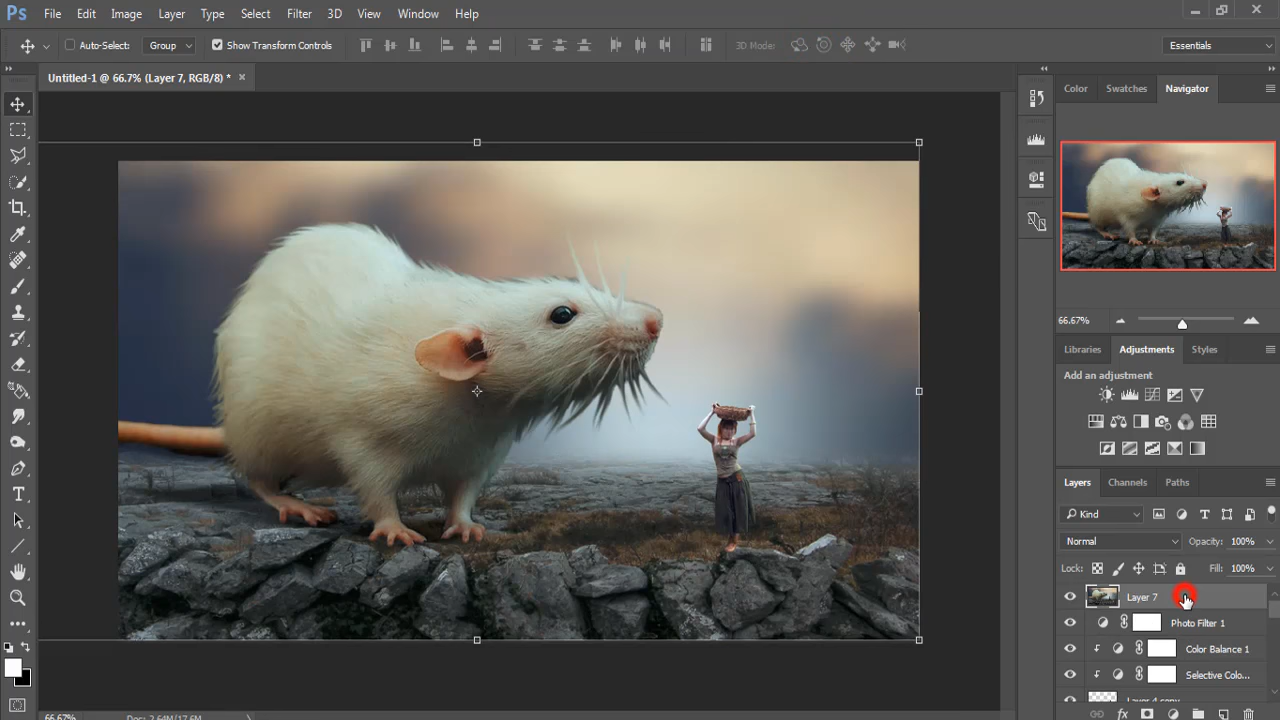 Ps File Edit Image Layer Type Select Filter 3D View Window Help
Auto-Select: Group Show Transform Controls 3D Mode: Essentials
Untitled-1 @ 66.7% (Layer 7, RGB/8) *
Color Swatches Navigator
66.67%
Libraries Adjustments Styles
Add an adjustment
Layers Channels Paths
Kind
Normal Opacity: 100%
Lock: Fill: 100%
Layer 7
Photo Filter 1
Color Balance 1
Selective Colo...
Layer 4 copy
66.67% Doc: 2.64M/17.6M